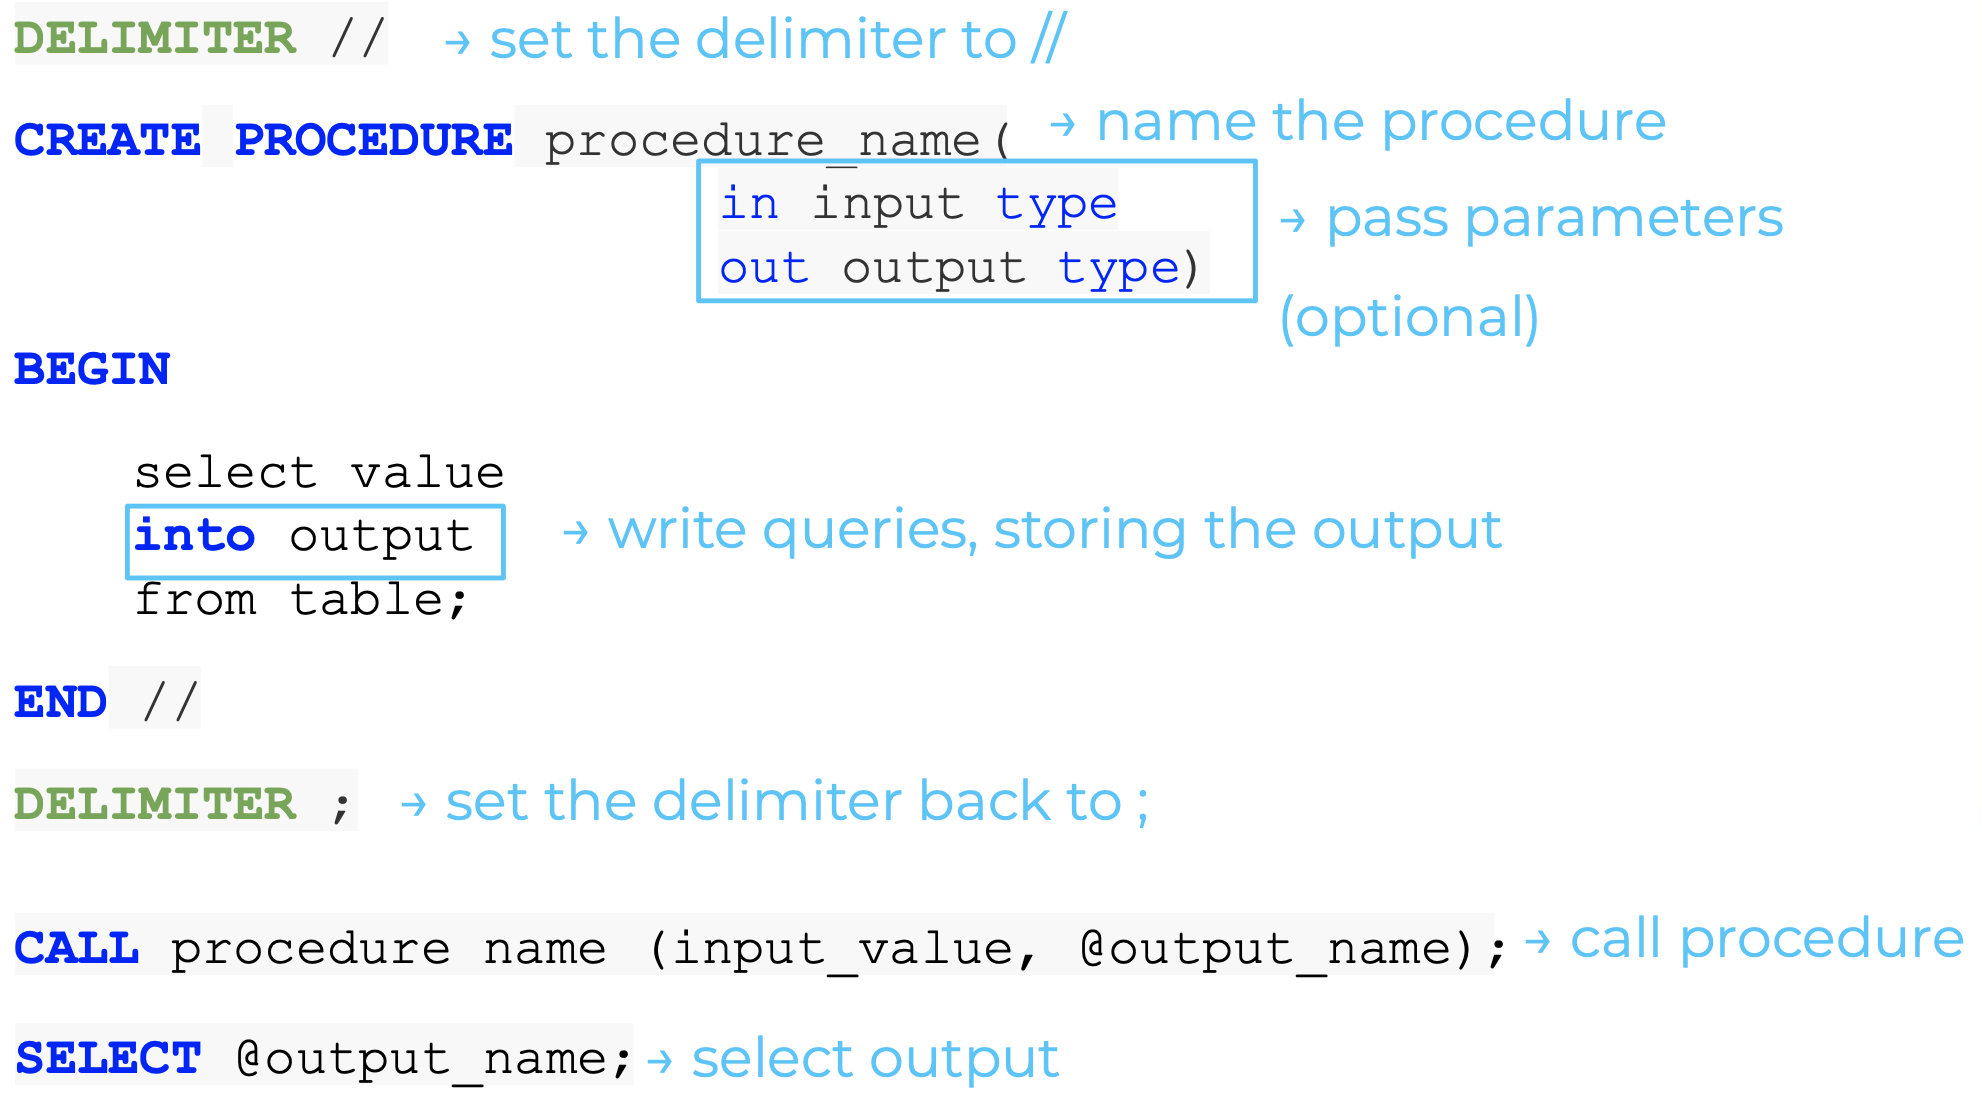 DELIMITER // → set the delimiter to //
CREATE PROCEDURE procedure_name( → name the procedure
in input type → pass parameters
out output type)
(optional)
BEGIN
select value
into output → write queries, storing the output
from table;
END //
DELIMITER ; → set the delimiter back to ;
CALL procedure name (input_value, @output_name); → call procedure
SELECT @output_name; → select output